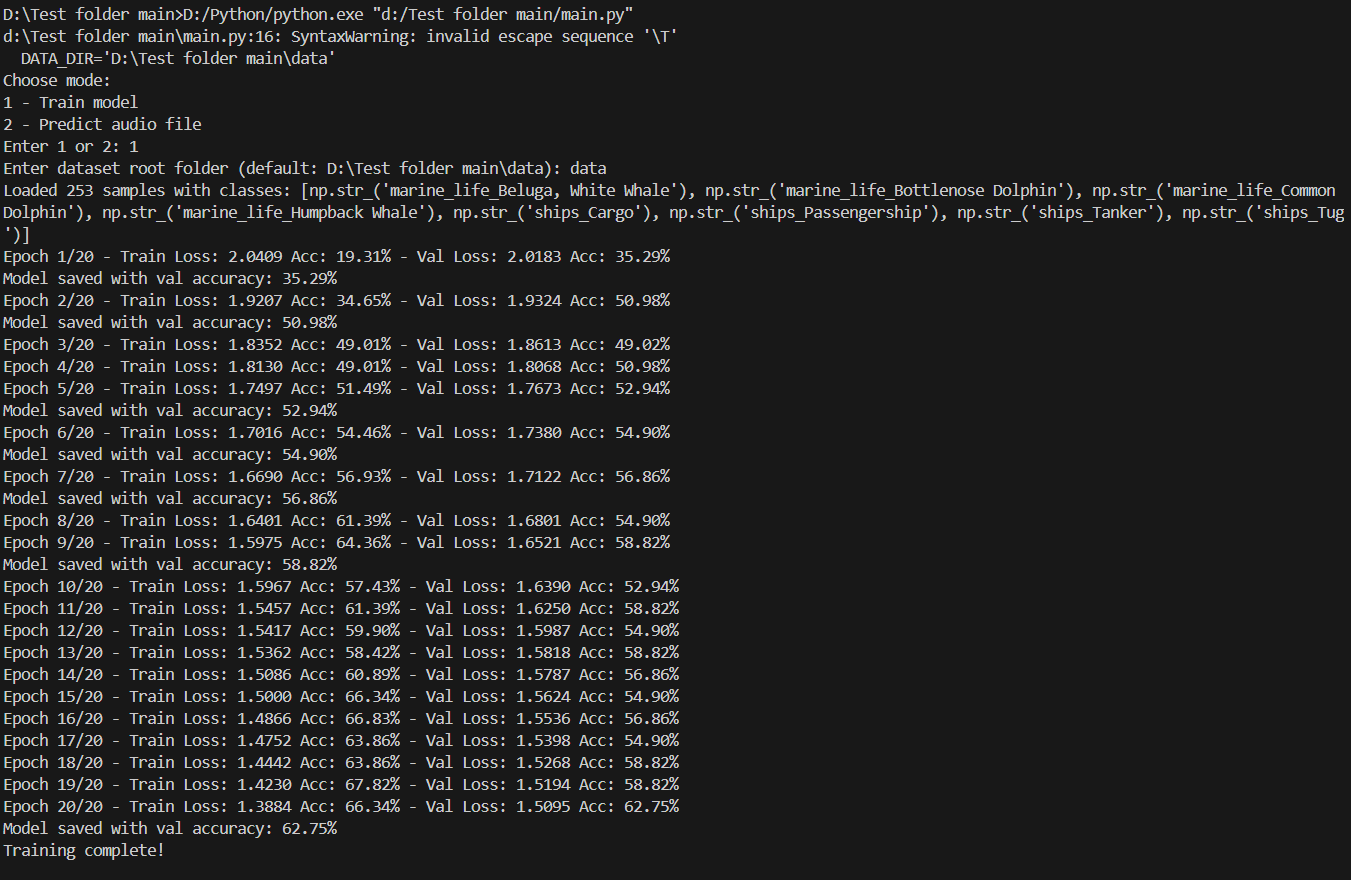 D:\Test folder main>D:/Python/python.exe "d:/Test folder main/main.py"
d:\Test folder main\main.py:16: SyntaxWarning: invalid escape sequence '\T'
  DATA_DIR='D:\Test folder main\data'
Choose mode:
1 - Train model
2 - Predict audio file
Enter 1 or 2: 1
Enter dataset root folder (default: D:\Test folder main\data): data
Loaded 253 samples with classes: [np.str_('marine_life_Beluga, White Whale'), np.str_('marine_life_Bottlenose Dolphin'), np.str_('marine_life_Common
Dolphin'), np.str_('marine_life_Humpback Whale'), np.str_('ships_Cargo'), np.str_('ships_Passengership'), np.str_('ships_Tanker'), np.str_('ships_Tug
')]
Epoch 1/20 - Train Loss: 2.0409 Acc: 19.31% - Val Loss: 2.0183 Acc: 35.29%
Model saved with val accuracy: 35.29%
Epoch 2/20 - Train Loss: 1.9207 Acc: 34.65% - Val Loss: 1.9324 Acc: 50.98%
Model saved with val accuracy: 50.98%
Epoch 3/20 - Train Loss: 1.8352 Acc: 49.01% - Val Loss: 1.8613 Acc: 49.02%
Epoch 4/20 - Train Loss: 1.8130 Acc: 49.01% - Val Loss: 1.8068 Acc: 50.98%
Epoch 5/20 - Train Loss: 1.7497 Acc: 51.49% - Val Loss: 1.7673 Acc: 52.94%
Model saved with val accuracy: 52.94%
Epoch 6/20 - Train Loss: 1.7016 Acc: 54.46% - Val Loss: 1.7380 Acc: 54.90%
Model saved with val accuracy: 54.90%
Epoch 7/20 - Train Loss: 1.6690 Acc: 56.93% - Val Loss: 1.7122 Acc: 56.86%
Model saved with val accuracy: 56.86%
Epoch 8/20 - Train Loss: 1.6401 Acc: 61.39% - Val Loss: 1.6801 Acc: 54.90%
Epoch 9/20 - Train Loss: 1.5975 Acc: 64.36% - Val Loss: 1.6521 Acc: 58.82%
Model saved with val accuracy: 58.82%
Epoch 10/20 - Train Loss: 1.5967 Acc: 57.43% - Val Loss: 1.6390 Acc: 52.94%
Epoch 11/20 - Train Loss: 1.5457 Acc: 61.39% - Val Loss: 1.6250 Acc: 58.82%
Epoch 12/20 - Train Loss: 1.5417 Acc: 59.90% - Val Loss: 1.5987 Acc: 54.90%
Epoch 13/20 - Train Loss: 1.5362 Acc: 58.42% - Val Loss: 1.5818 Acc: 58.82%
Epoch 14/20 - Train Loss: 1.5086 Acc: 60.89% - Val Loss: 1.5787 Acc: 56.86%
Epoch 15/20 - Train Loss: 1.5000 Acc: 66.34% - Val Loss: 1.5624 Acc: 54.90%
Epoch 16/20 - Train Loss: 1.4866 Acc: 66.83% - Val Loss: 1.5536 Acc: 56.86%
Epoch 17/20 - Train Loss: 1.4752 Acc: 63.86% - Val Loss: 1.5398 Acc: 54.90%
Epoch 18/20 - Train Loss: 1.4442 Acc: 63.86% - Val Loss: 1.5268 Acc: 58.82%
Epoch 19/20 - Train Loss: 1.4230 Acc: 67.82% - Val Loss: 1.5194 Acc: 58.82%
Epoch 20/20 - Train Loss: 1.3884 Acc: 66.34% - Val Loss: 1.5095 Acc: 62.75%
Model saved with val accuracy: 62.75%
Training complete!